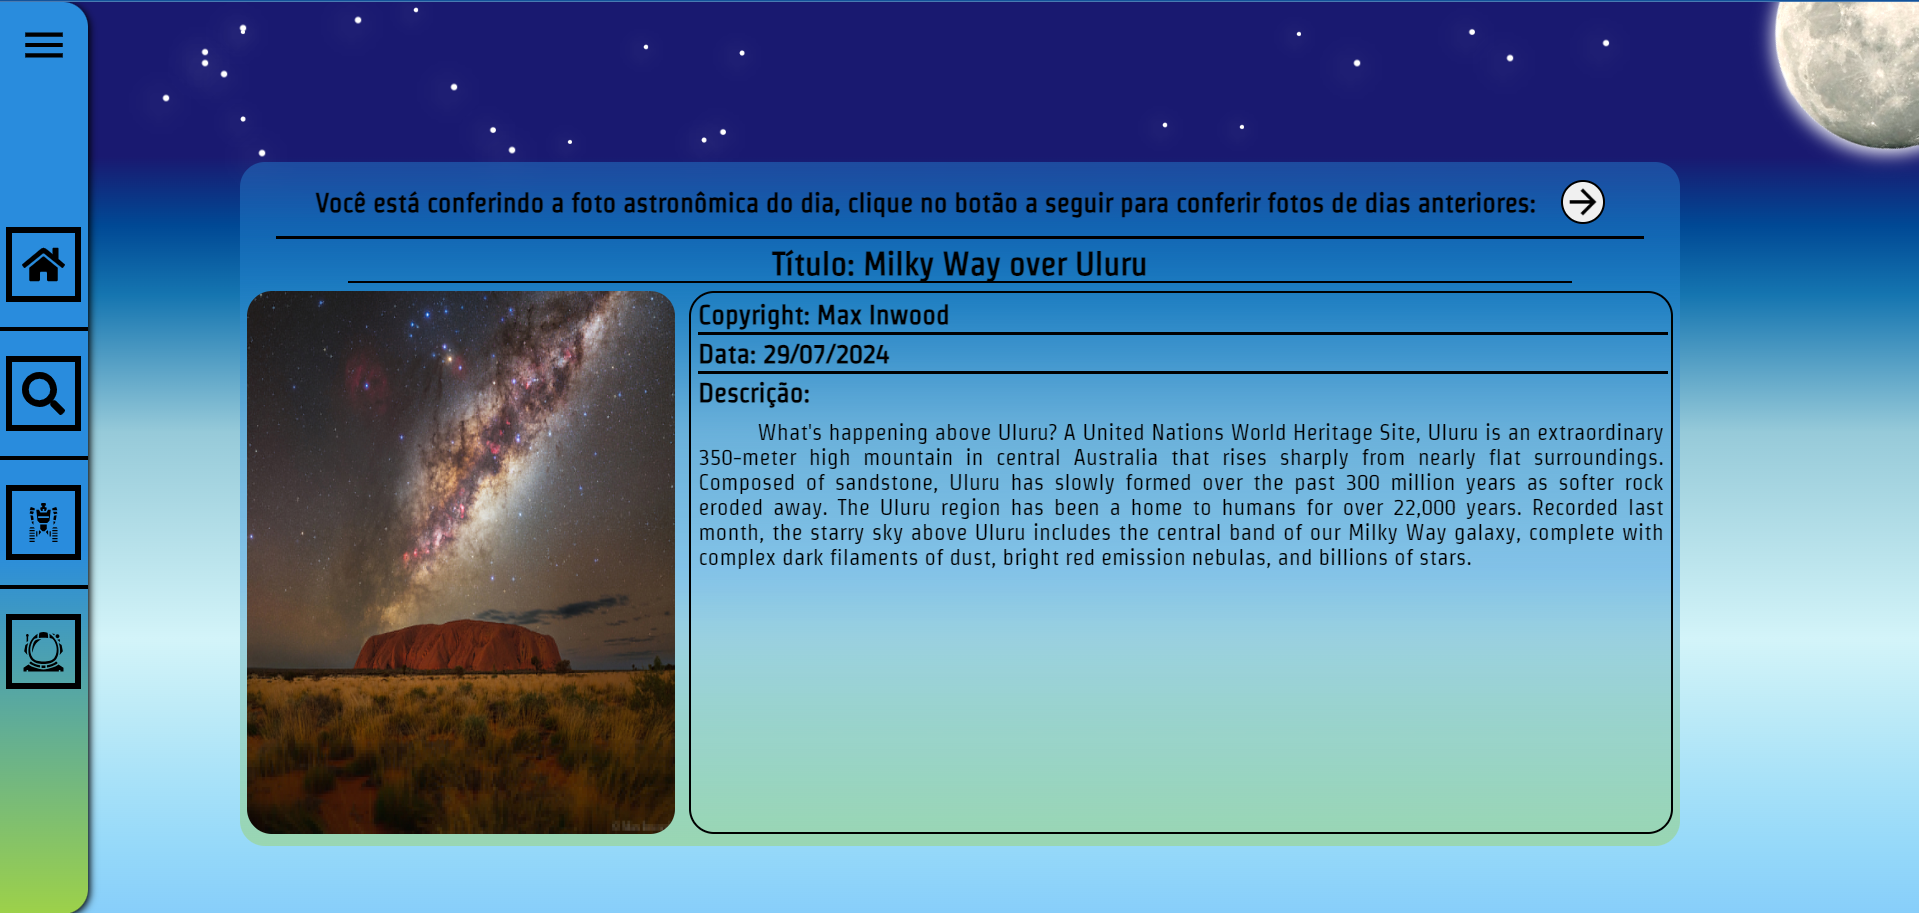 Você está conferindo a foto astronômica do dia, clique no botão a seguir para conferir fotos de dias anteriores:
Título: Milky Way over Uluru
Copyright: Max Inwood
Data: 29/07/2024
Descrição:
What's happening above Uluru? A United Nations World Heritage Site, Uluru is an extraordinary
350-meter high mountain in central Australia that rises sharply from nearly flat surroundings.
Composed of sandstone, Uluru has slowly formed over the past 300 million years as softer rock
eroded away. The Uluru region has been a home to humans for over 22,000 years. Recorded last
month, the starry sky above Uluru includes the central band of our Milky Way galaxy, complete with
complex dark filaments of dust, bright red emission nebulas, and billions of stars.